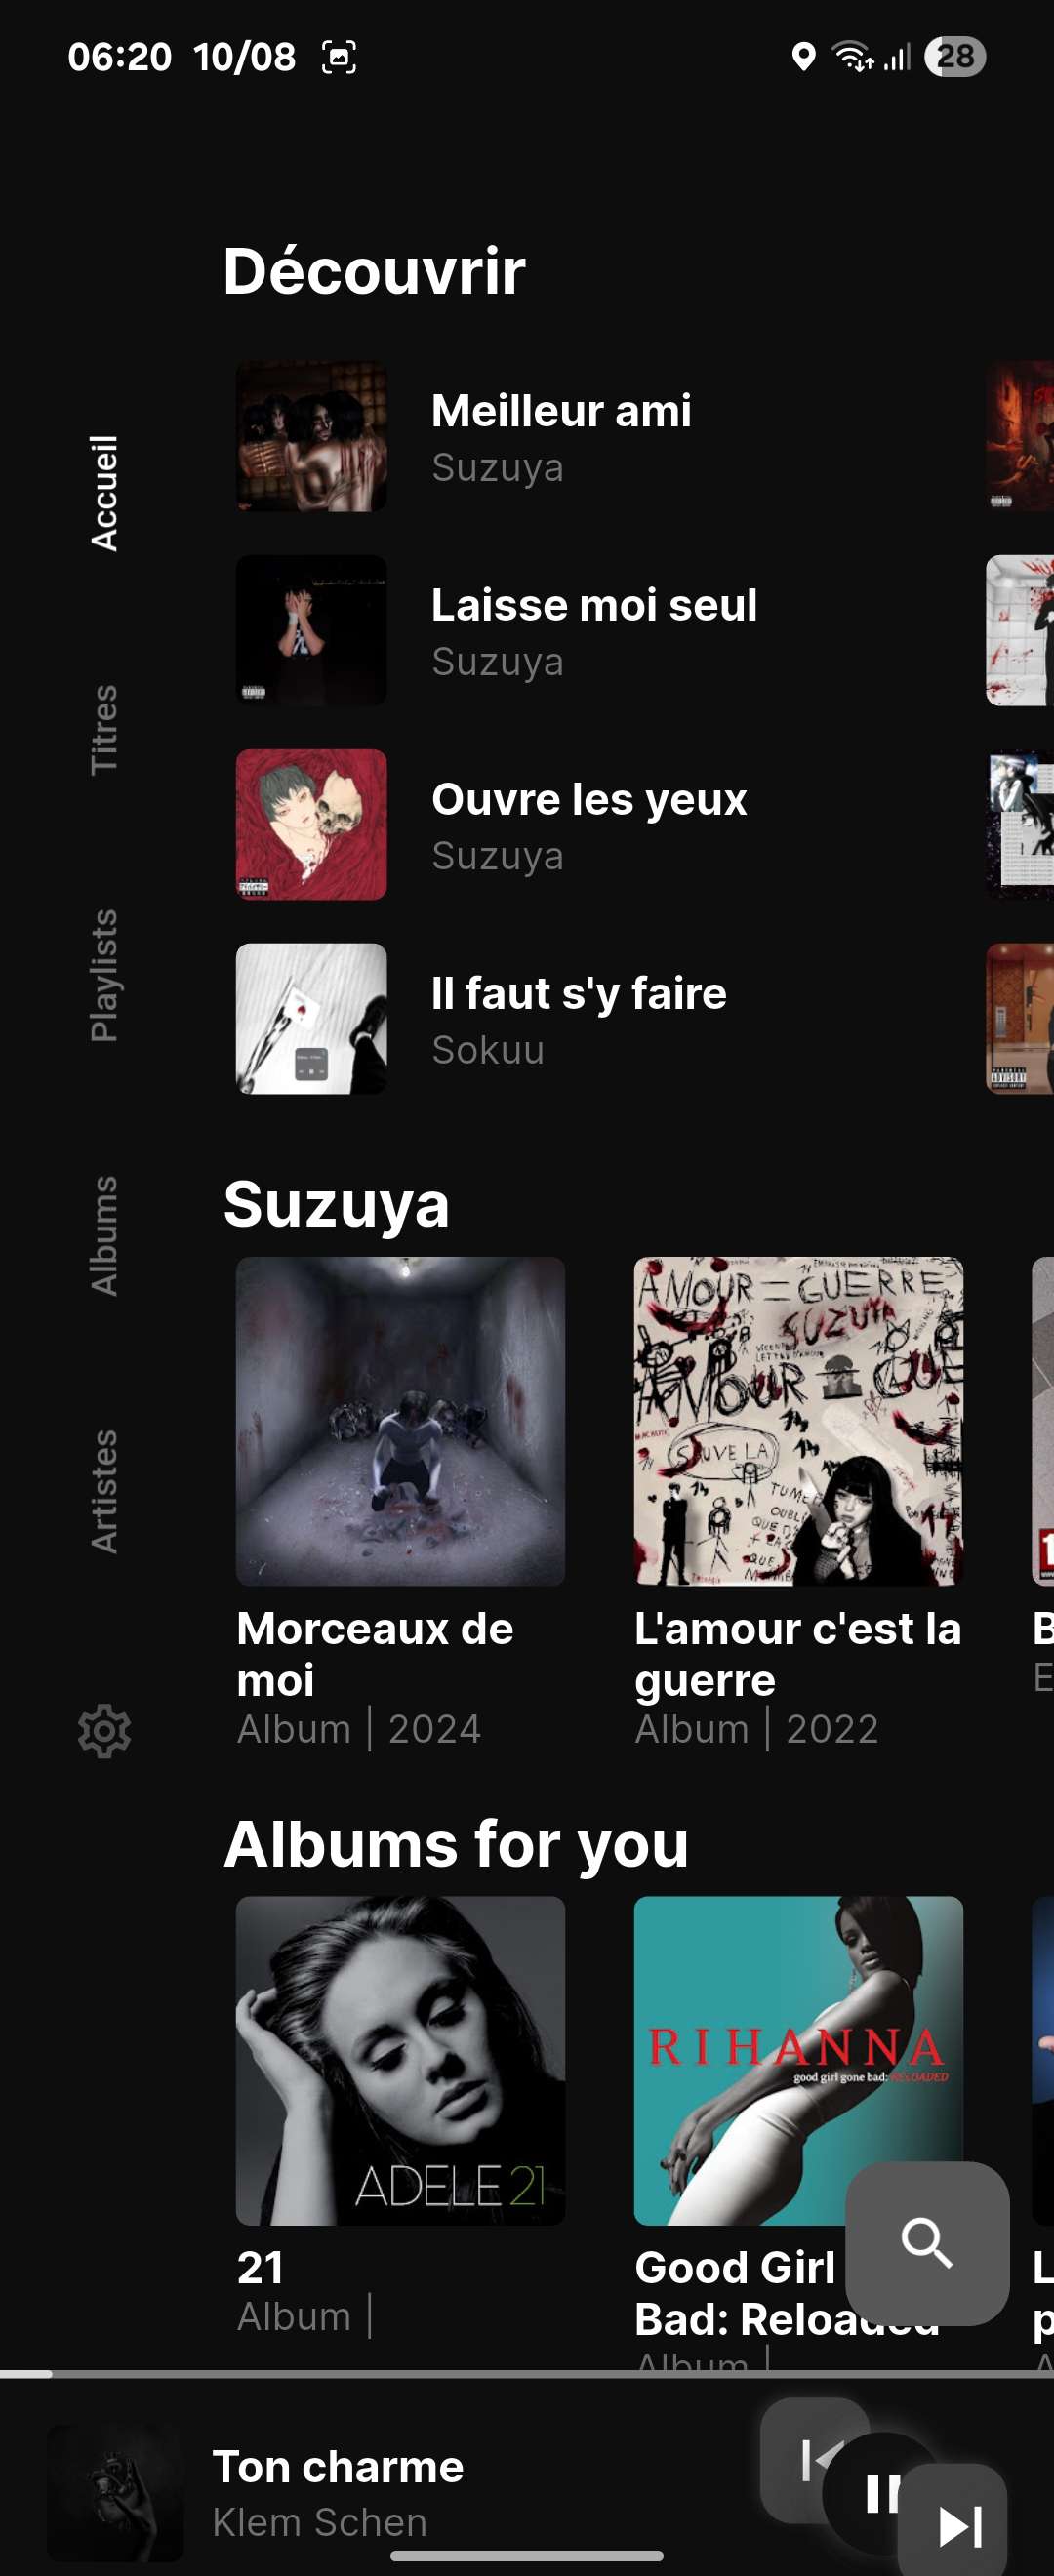 06:20 10/08
28
Découvrir
Accueil
Titres
Playlists
Albums
Artistes
Meilleur ami
Suzuya
Laisse moi seul
Suzuya
Ouvre les yeux
Suzuya
Il faut s'y faire
Sokuu
Suzuya
AMOUR = GUERRE
SUZUYA
AMOUR
Morceaux de
moi
Album | 2024
L'amour c'est la
guerre
Album | 2022
B
E
Albums for you
ADELE 21
RIHANNA
good girl gone bad: RELOADED
21
Album |
Good Girl
Bad: Reloaded
Album |
L
p
Ton charme
Klem Schen